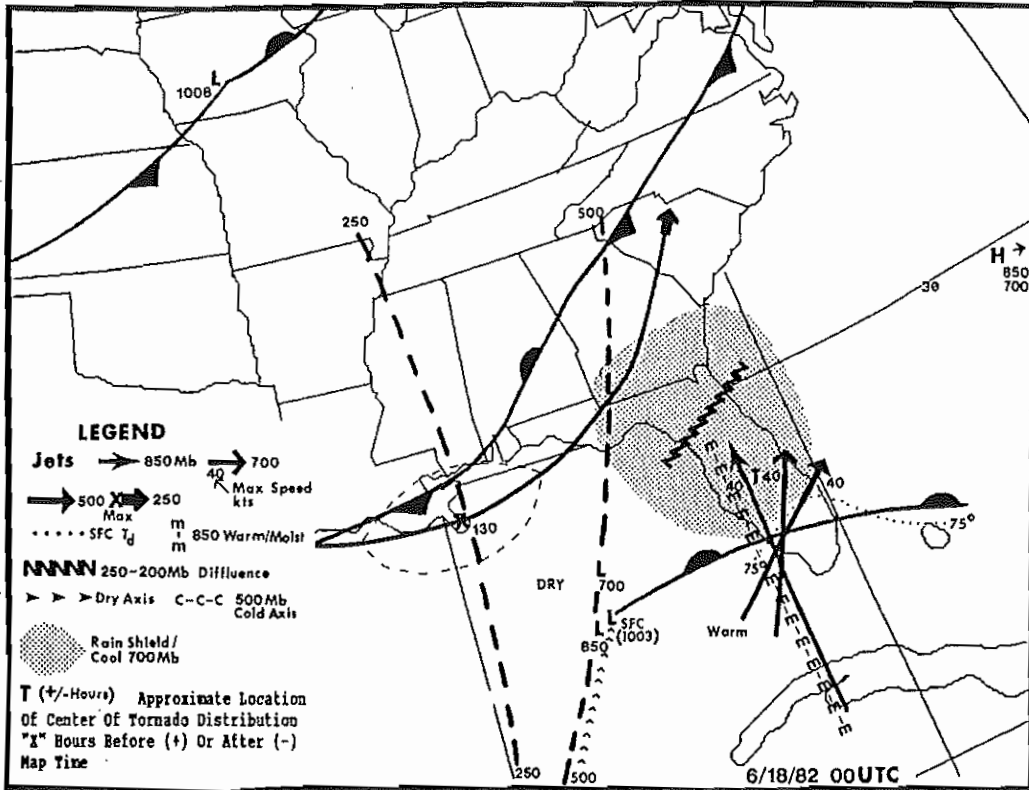 L
1008
250
500
H
850
700
30
LEGEND
Jets 850Mb 700
40 Max Speed
kts
500 X 250
Max
SFC Td m 850 Warm/Moist
m
NNNNN 250-200Mb Diffluence
> > > Dry Axis C-C-C 500Mb
Cold Axis
Rain Shield/
Cool 700Mb
T (+/-Hours) Approximate Location
Of Center Of Tornado Distribution
"X" Hours Before (+) Or After (-)
Map Time
X 130
DRY
L 700
L SFC
(1003)
L
850
Warm
40
T 40
40
75°
75°
E-E-E-E-E-E-E-E-E
250
500
6/18/82 00UTC